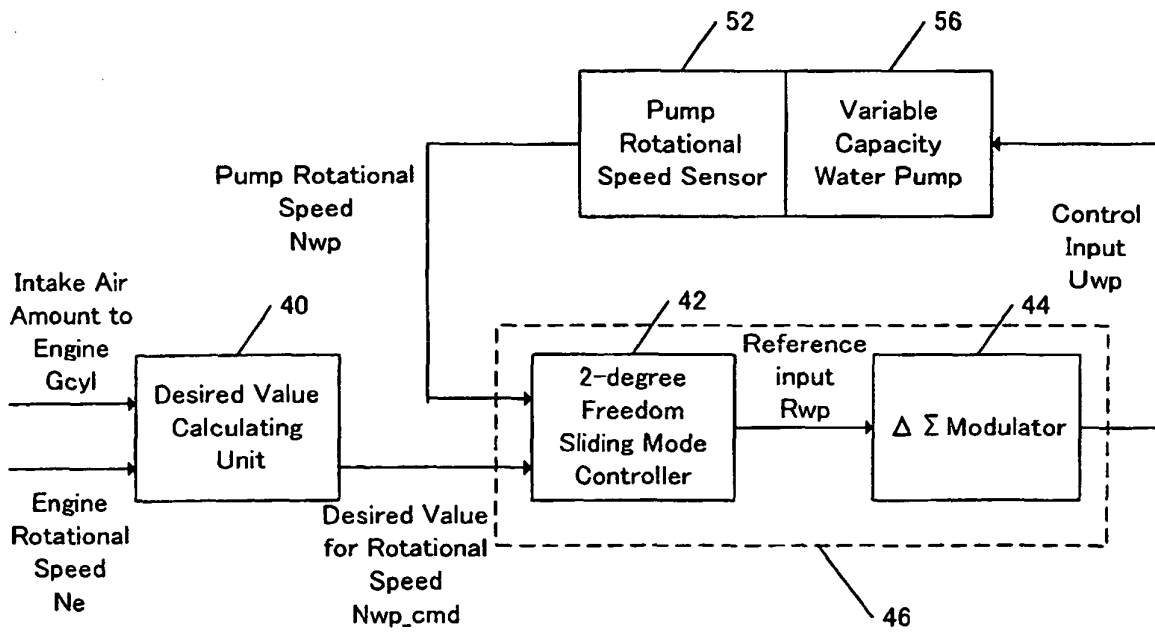 52
56
Pump
Rotational
Speed Sensor
Variable
Capacity
Water Pump
Pump Rotational
Speed
Nwp
Control
Input
Uwp
Intake Air
Amount to
Engine
Gcyl
40
Desired Value
Calculating
Unit
42
2-degree
Freedom
Sliding Mode
Controller
Reference
input
Rwp
44
Δ Σ Modulator
Engine
Rotational
Speed
Ne
Desired Value
for Rotational
Speed
Nwp_cmd
46